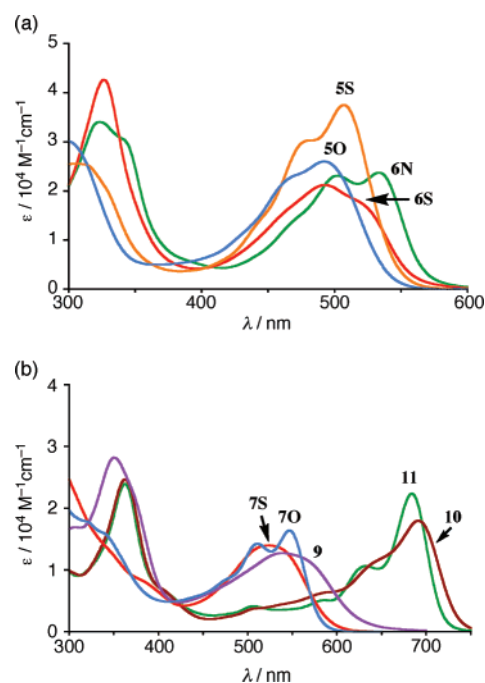 (a)
ε / 10⁴ M⁻¹cm⁻¹
5
4
3
2
1
0
5S
5O
6N
6S
300 400 500 600
λ / nm
(b)
ε / 10⁴ M⁻¹cm⁻¹
4
3
2
1
0
7S
7O
9
11
10
300 400 500 600 700
λ / nm